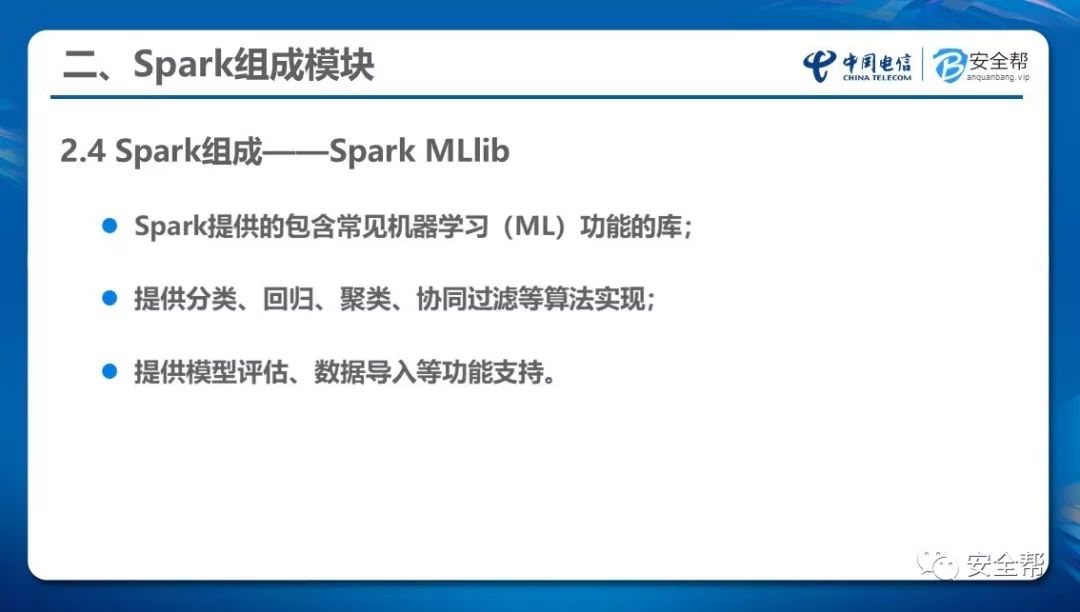 二、Spark组成模块
中国电信
CHINA TELECOM
安全帮
anquanbang.vip
2.4 Spark组成——Spark MLlib
Spark提供的包含常见机器学习（ML）功能的库；
提供分类、回归、聚类、协同过滤等算法实现；
提供模型评估、数据导入等功能支持。
安全帮